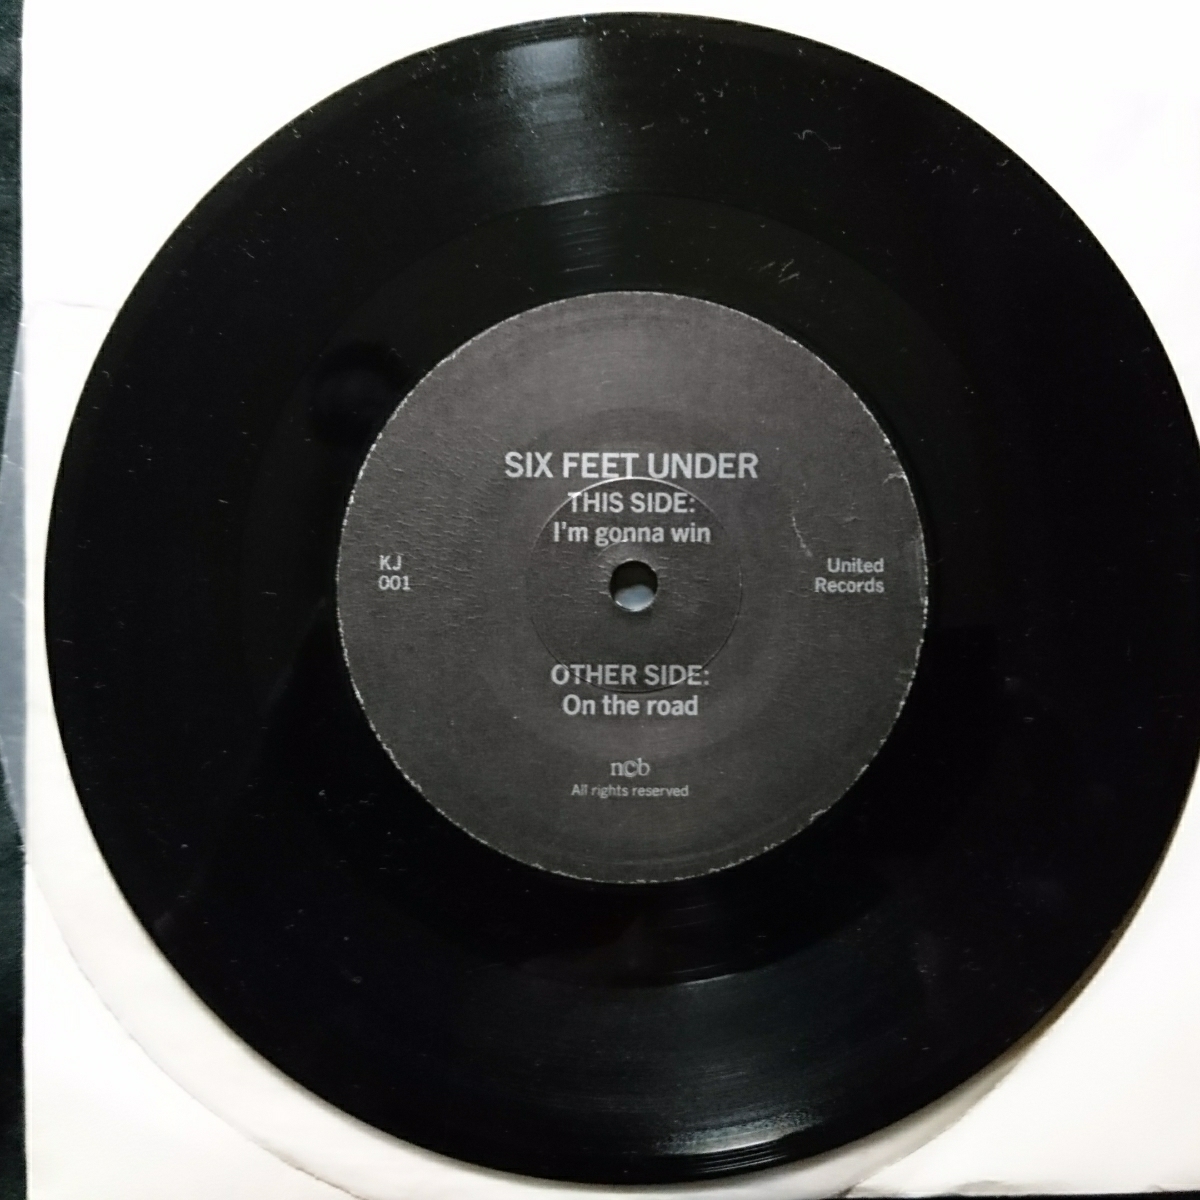 SIX FEET UNDER
THIS SIDE:
I'm gonna win
KJ
001
United
Records
OTHER SIDE:
On the road
ncb
All rights reserved